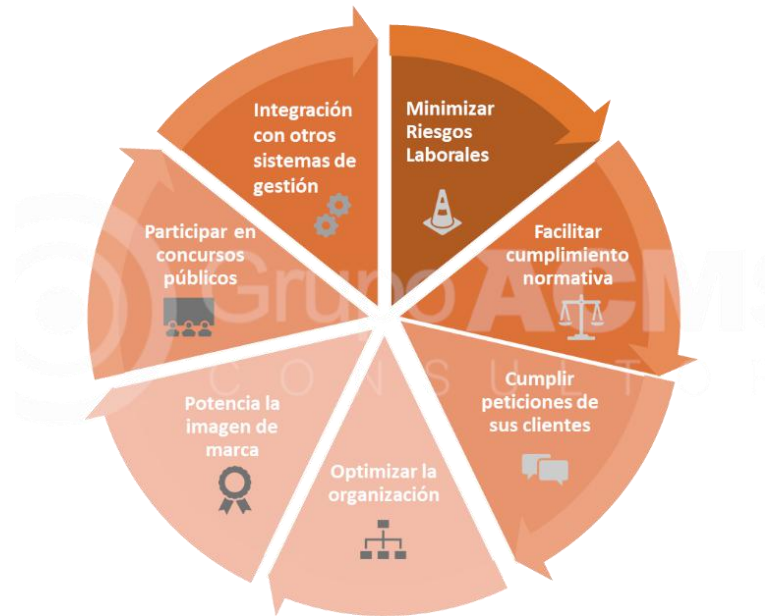 Minimizar
Riesgos
Laborales
Facilitar
cumplimiento
normativa
Cumplir
peticiones de
sus clientes
Optimizar la
organización
Potencia la
imagen de
marca
Participar en
concursos
públicos
Integración
con otros
sistemas de
gestión
Grupo ACMS
CONSULTOR